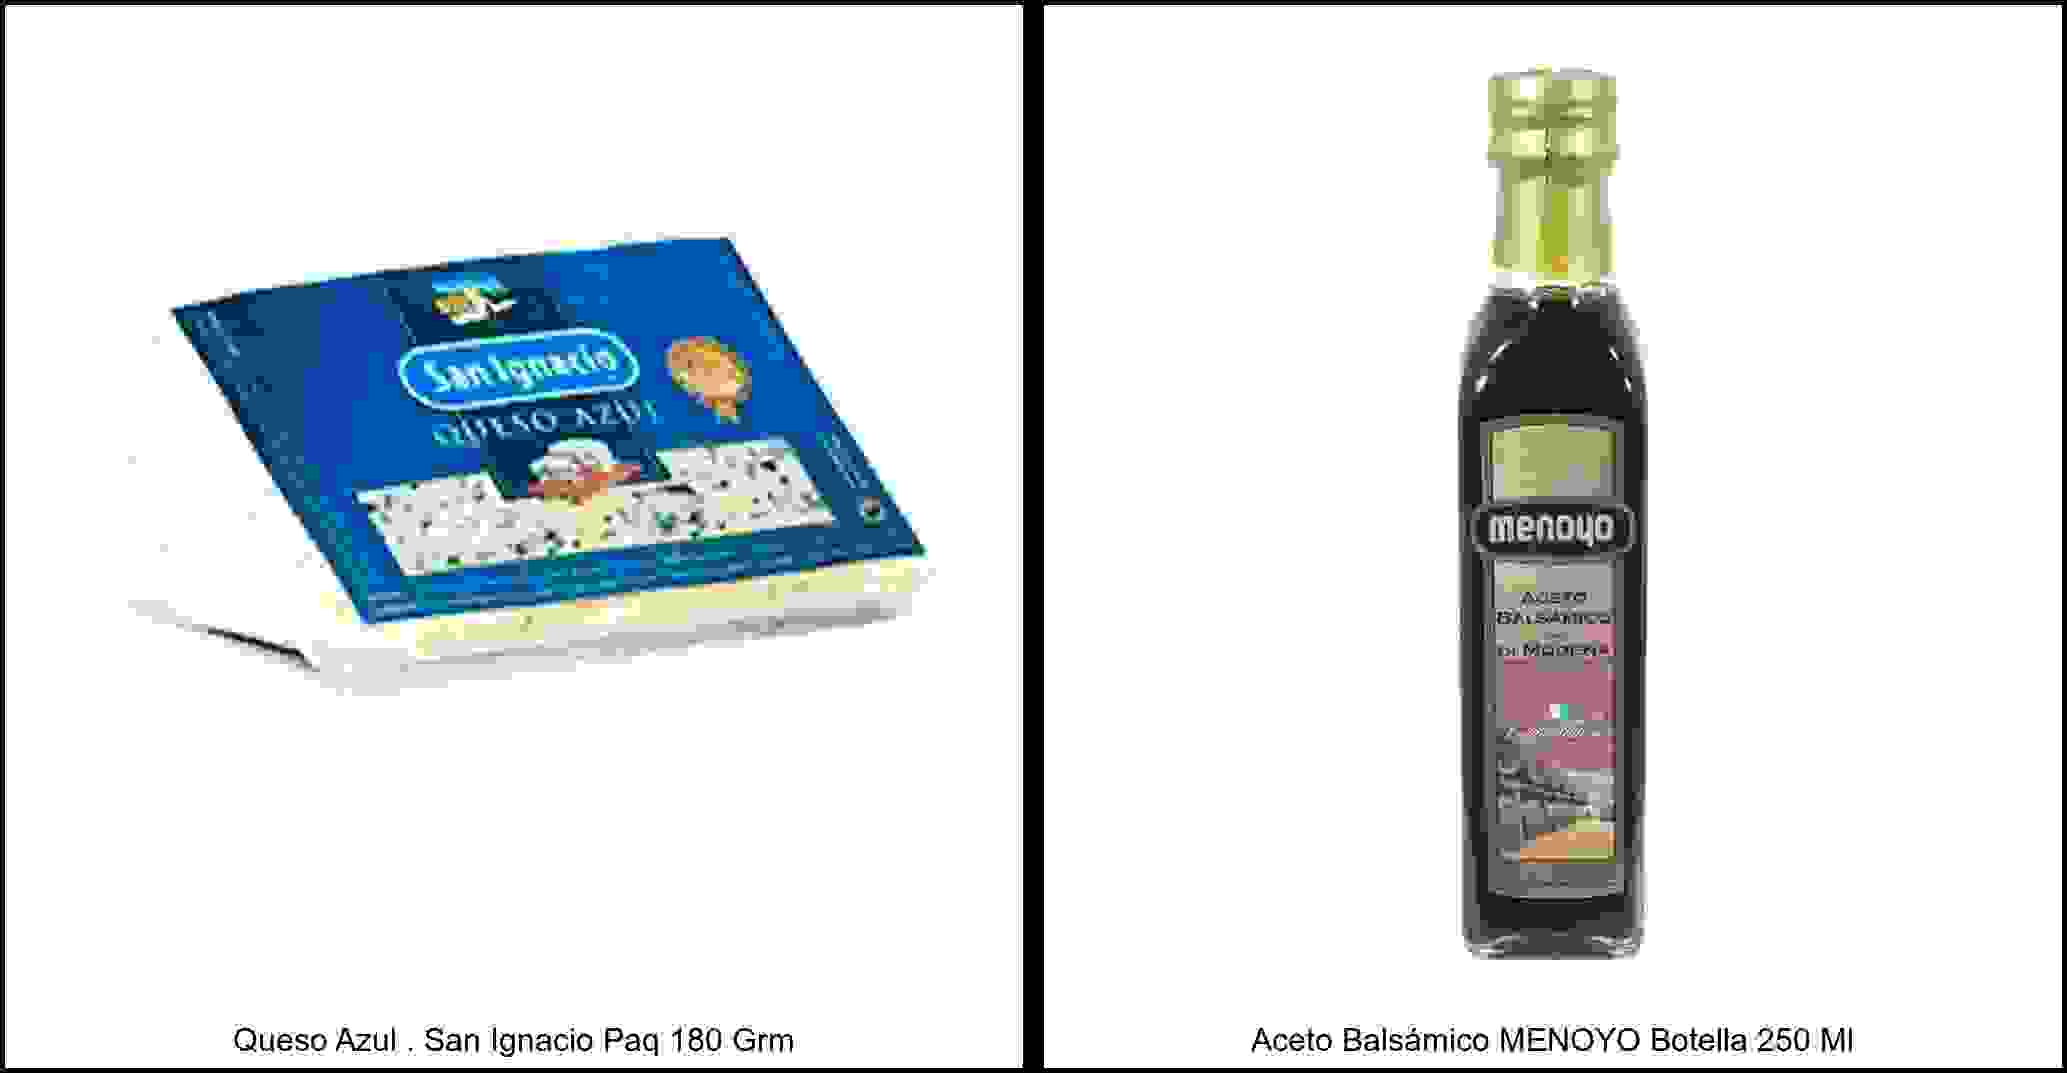 San Ignacio
QUESO AZUL
Queso Azul . San Ignacio Paq 180 Grm
menoyo
ACETO
BALSÁMICO
DI MODENA
Aceto Balsámico MENOYO Botella 250 Ml